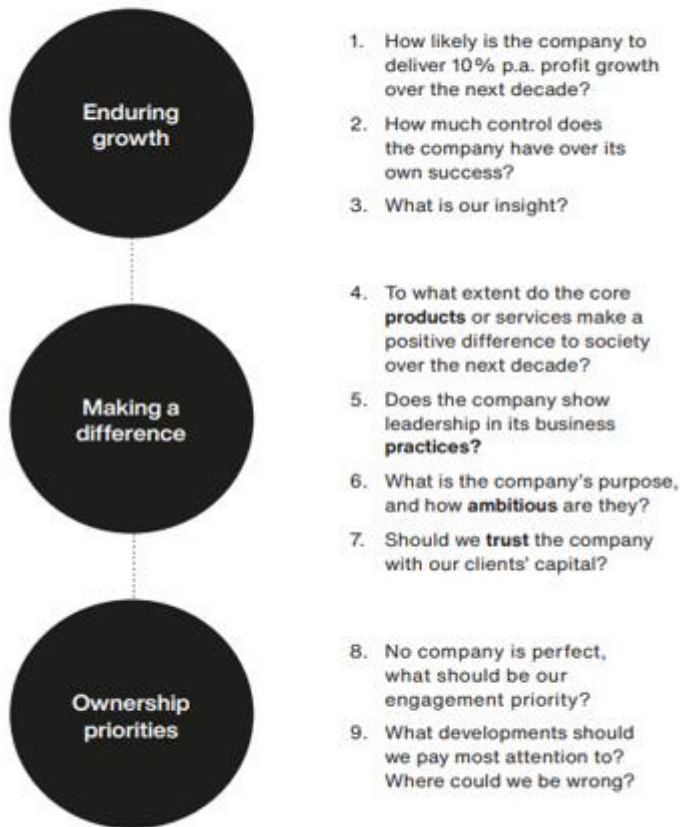 Enduring
growth
1. How likely is the company to
deliver 10% p.a. profit growth
over the next decade?
2. How much control does
the company have over its
own success?
3. What is our insight?
Making a
difference
4. To what extent do the core
products or services make a
positive difference to society
over the next decade?
5. Does the company show
leadership in its business
practices?
6. What is the company's purpose,
and how ambitious are they?
7. Should we trust the company
with our clients' capital?
Ownership
priorities
8. No company is perfect,
what should be our
engagement priority?
9. What developments should
we pay most attention to?
Where could we be wrong?